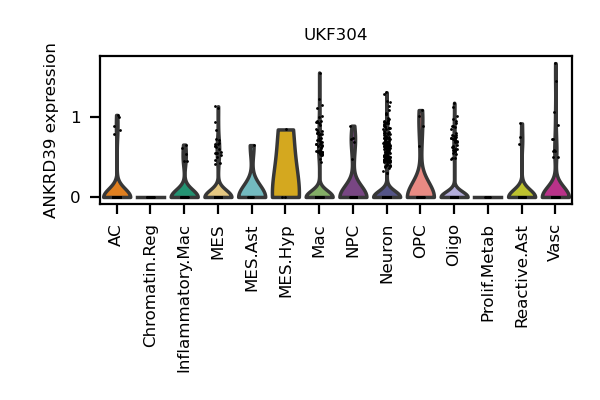 UKF304
ANKRD39 expression
1
0
AC
Chromatin.Reg
Inflammatory.Mac
MES
MES.Ast
MES.Hyp
Mac
NPC
Neuron
OPC
Oligo
Prolif.Metab
Reactive.Ast
Vasc